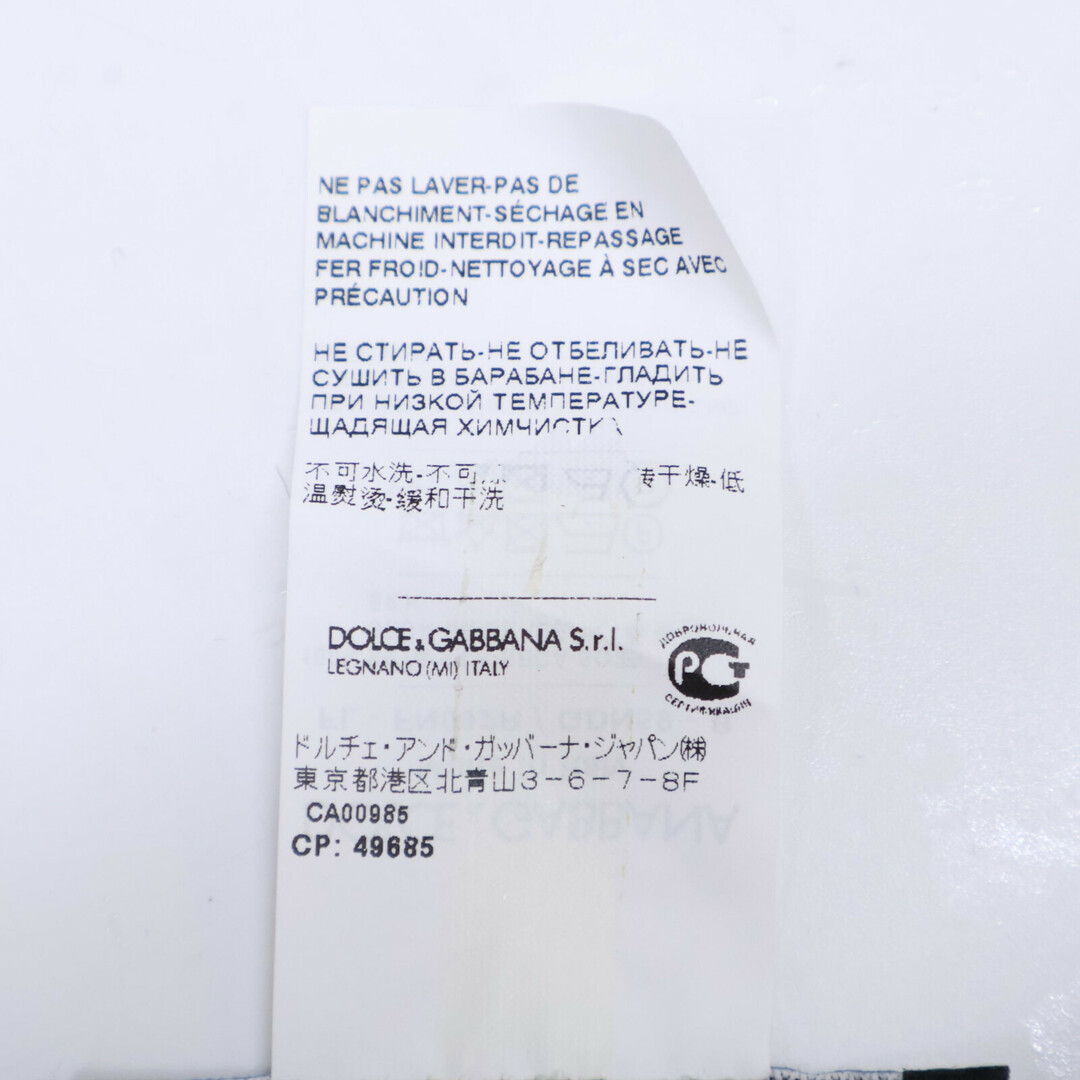 NE PAS LAVER-PAS DE
BLANCHIMENT-SÉCHAGE EN
MACHINE INTERDIT-REPASSAGE
FER FROID-NETTOYAGE À SEC AVEC
PRÉCAUTION
НЕ СТИРАТЬ-НЕ ОТБЕЛИВАТЬ-НЕ
СУШИТЬ В БАРАБАНЕ-ГЛАДИТЬ
ПРИ НИЗКОЙ ТЕМПЕРАТУРЕ-
ЩАДЯЩАЯ ХИМЧИСТКА
不可水洗-不可 干燥-低
温熨烫-缓和干洗
DOLCE & GABBANA S.r.l.
LEGNANO (MI) ITALY
ДОБРОВОЛЬНАЯ
РСТ
СЕРТИФИКАЦИЯ
ドルチェ・アンド・ガッバーナ・ジャパン㈱
東京都港区北青山3-6-7-8F
CA00985
CP: 49685